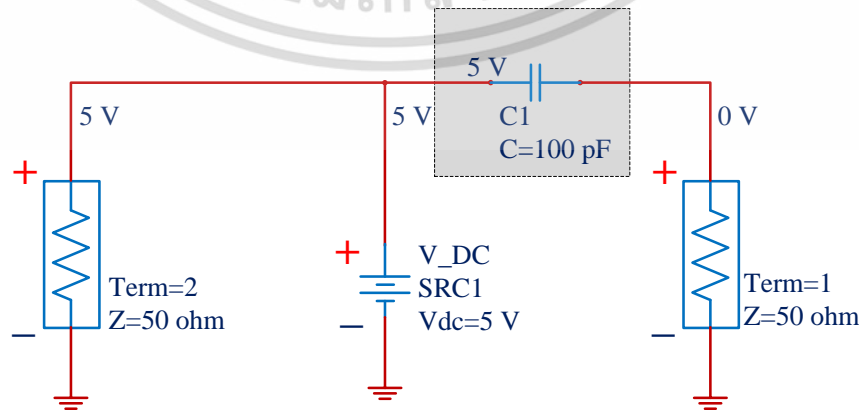 5 V
5 V
5 V
C1
C=100 pF
0 V
+
+
+
V_DC
SRC1
Vdc=5 V
Term=2
Z=50 ohm
Term=1
Z=50 ohm
–
–
–